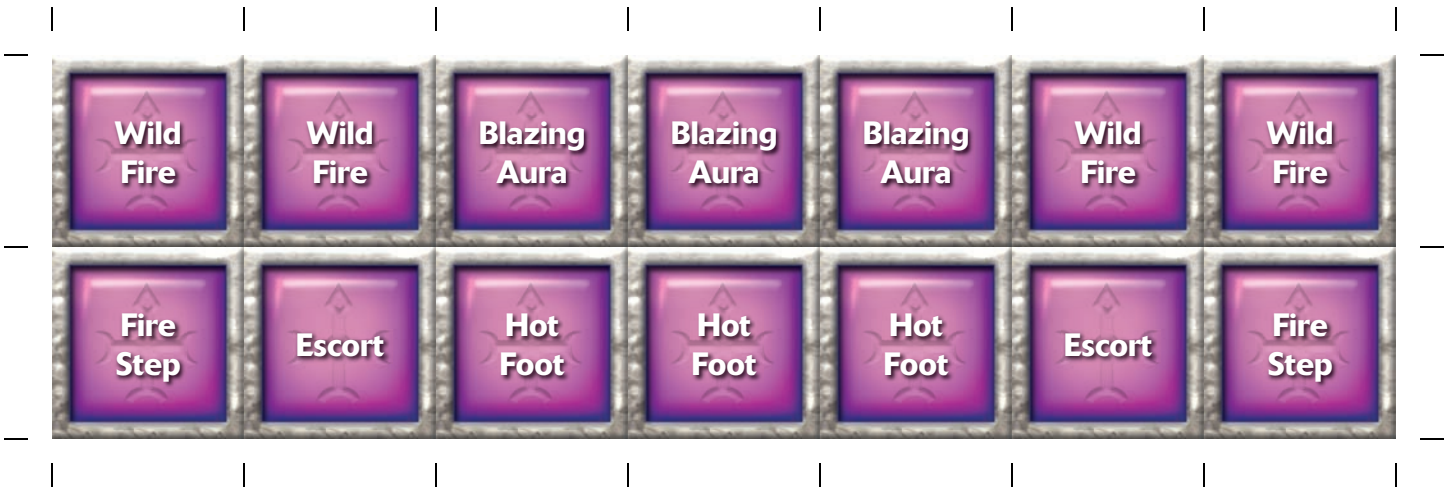 Wild
Fire
Wild
Fire
Blazing
Aura
Blazing
Aura
Blazing
Aura
Wild
Fire
Wild
Fire
Fire
Step
Escort
Hot
Foot
Hot
Foot
Hot
Foot
Escort
Fire
Step